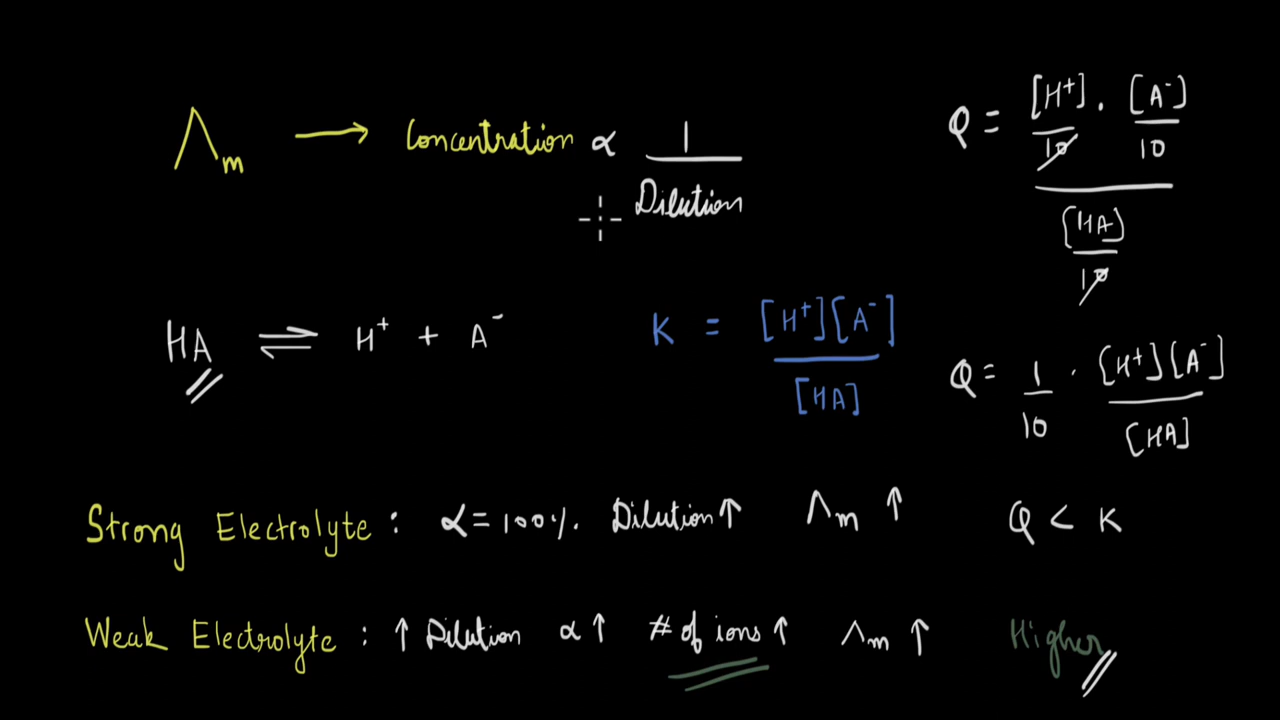 Λm → Concentration ∝ 1 / Dilution
Q = [H⁺]/10 . [A⁻]/10 / [HA]/10
HA ⇌ H⁺ + A⁻
K = [H⁺][A⁻] / [HA]
Q = 1/10 . [H⁺][A⁻] / [HA]
Strong Electrolyte : α = 100%. Dilution ↑ Λm ↑
Q < K
Weak Electrolyte : ↑ Dilution α ↑ # of ions ↑ Λm ↑ Higher